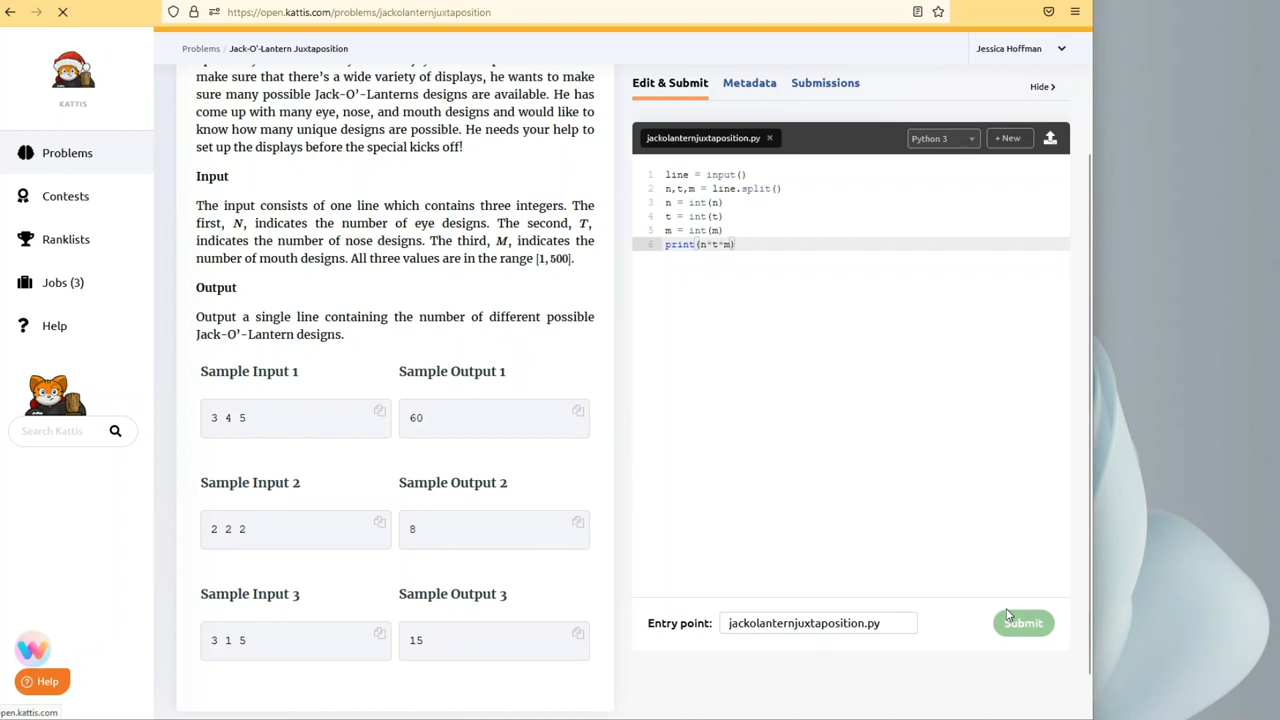 https://open.kattis.com/problems/jackolanternjuxtaposition
KATTIS
Problems
Contests
Ranklists
Jobs (3)
Help
Search Kattis
Help
open.kattis.com
Problems / Jack-O'-Lantern Juxtaposition
Jessica Hoffman
make sure that there's a wide variety of displays, he wants to make
sure many possible Jack-O'-Lanterns designs are available. He has
come up with many eye, nose, and mouth designs and would like to
know how many unique designs are possible. He needs your help to
set up the displays before the special kicks off!
Input
The input consists of one line which contains three integers. The
first, N, indicates the number of eye designs. The second, T,
indicates the number of nose designs. The third, M, indicates the
number of mouth designs. All three values are in the range [1, 500].
Output
Output a single line containing the number of different possible
Jack-O'-Lantern designs.
Sample Input 1
Sample Output 1
3 4 5
60
Sample Input 2
Sample Output 2
2 2 2
8
Sample Input 3
Sample Output 3
3 1 5
15
Edit & Submit
Metadata
Submissions
Hide
jackolanternjuxtaposition.py
Python 3
+ New
1 line = input()
2 n,t,m = line.split()
3 n = int(n)
4 t = int(t)
5 m = int(m)
6 print(n*t*m)
Entry point:
jackolanternjuxtaposition.py
Submit